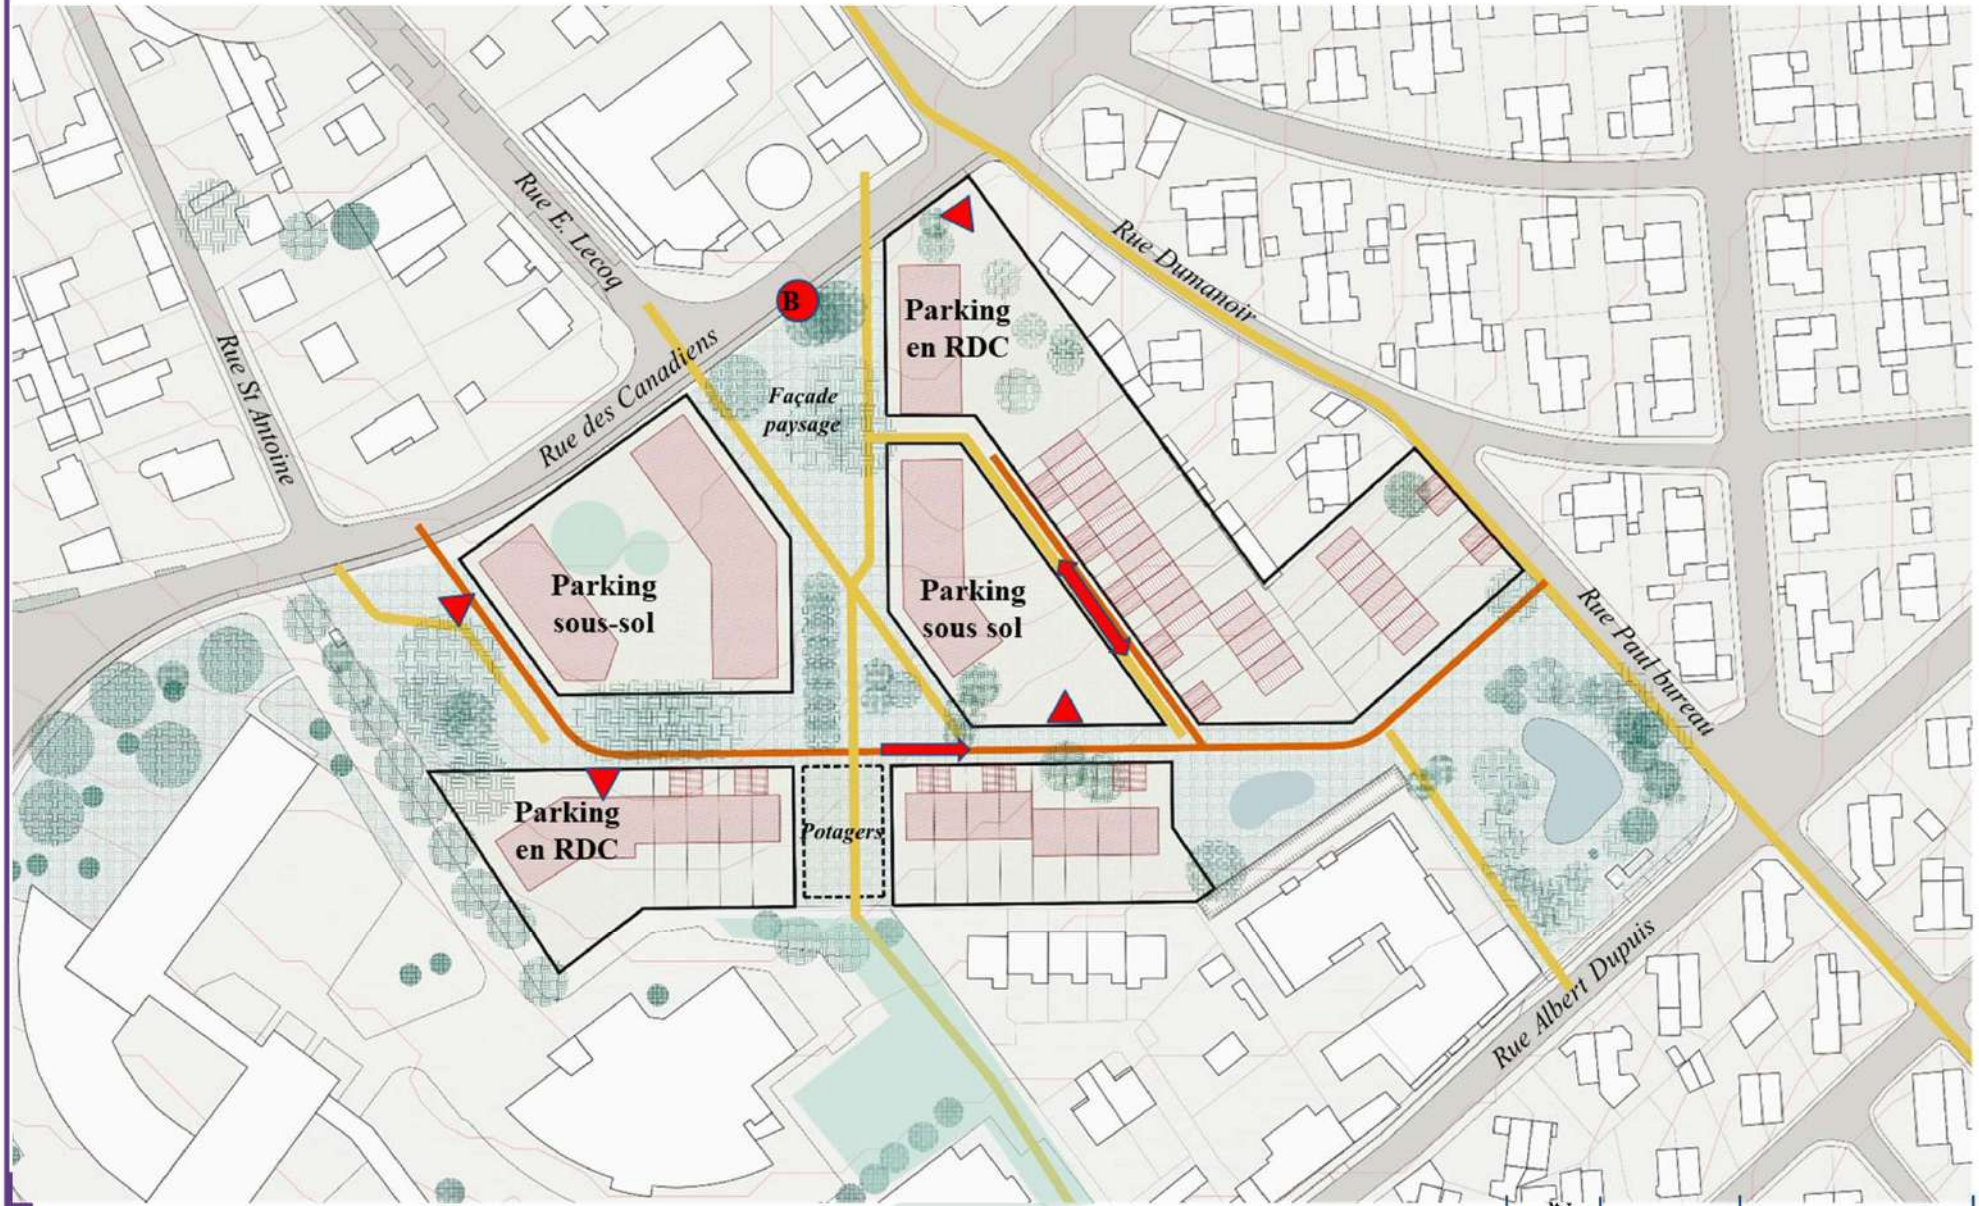 Rue E. Lecoq
Rue Dumanoir
B
Parking
en RDC
Rue St Antoine
Rue des Canadiens
Façade
paysage
Parking
sous-sol
Parking
sous sol
Rue Paul bureau
Parking
en RDC
Potagers
Rue Albert Dupuis